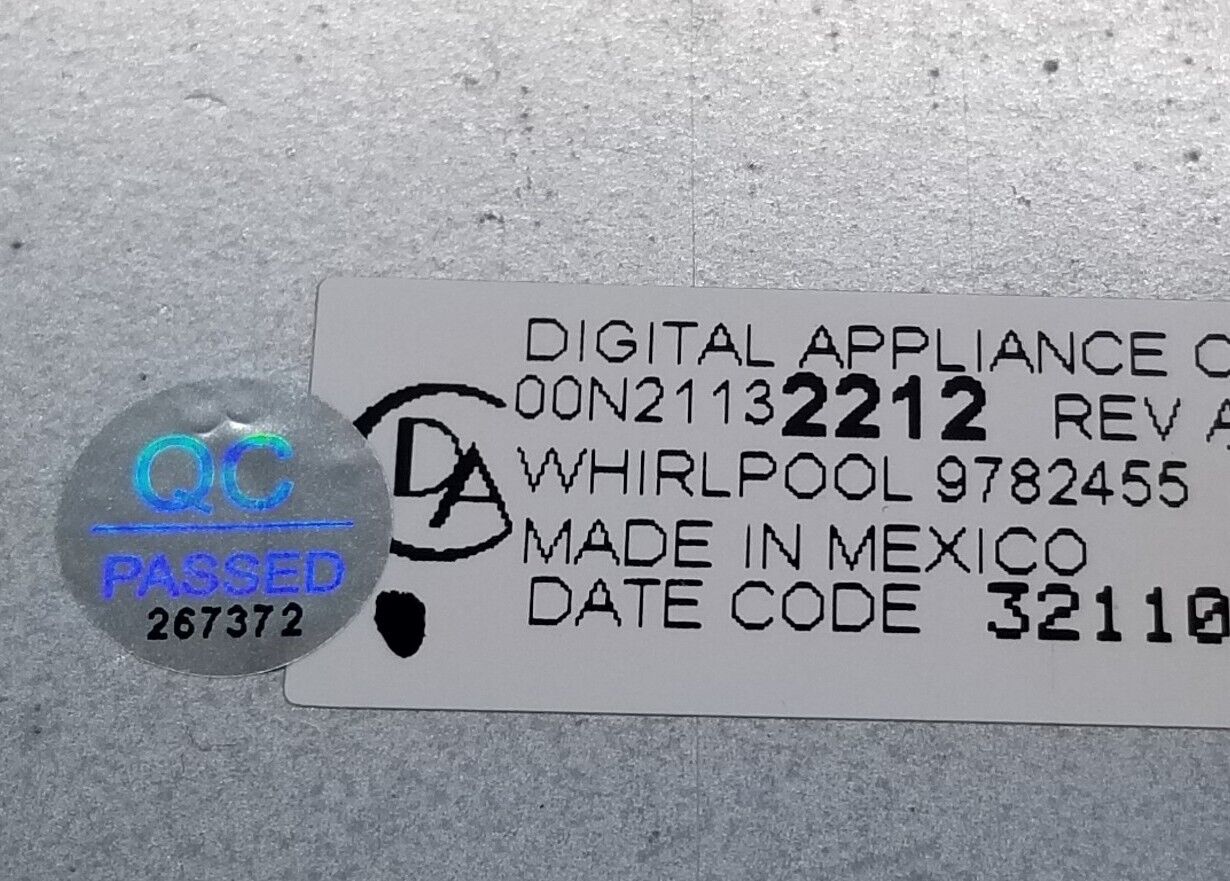 DIGITAL APPLIANCE C
00N21132212 REV A
WHIRLPOOL 9782455
MADE IN MEXICO
DATE CODE 32110
DA
QC
PASSED
267372